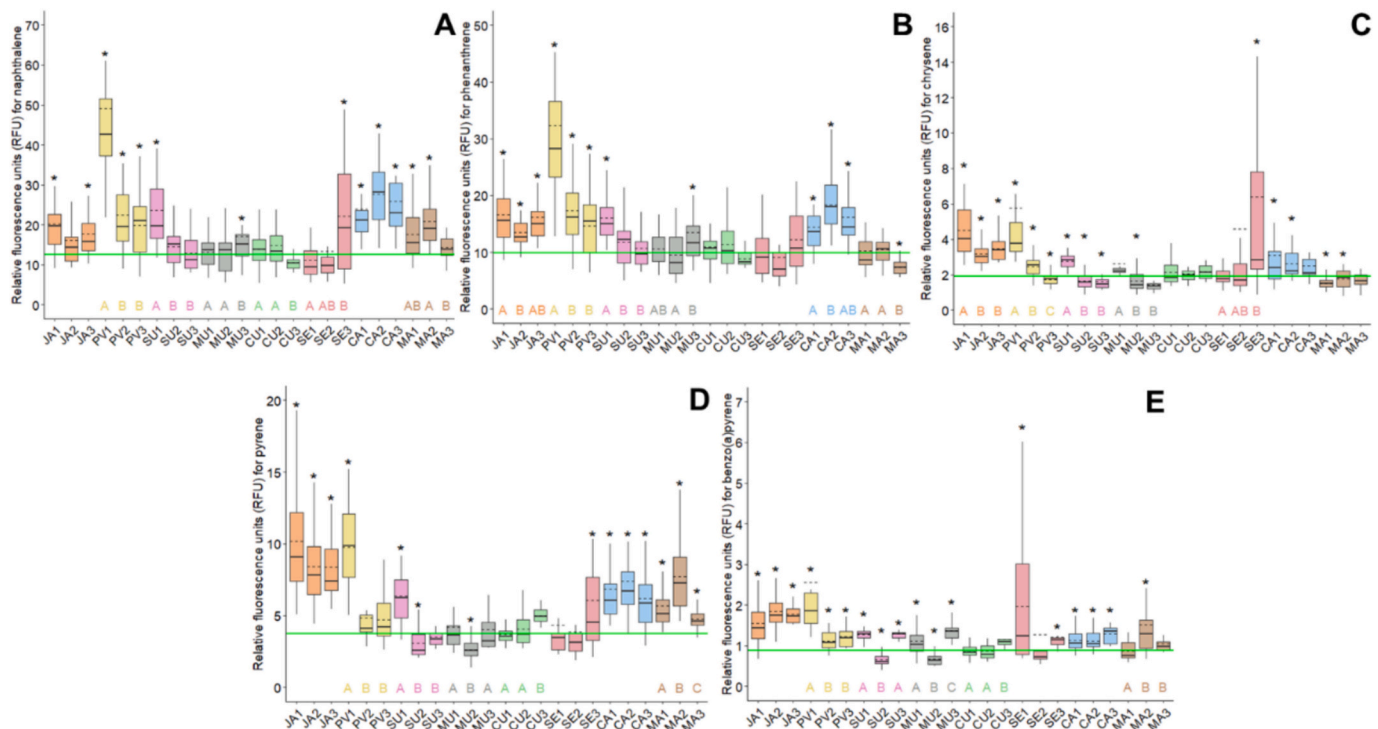 A
Relative fluorescence units (RFU) for naphthalene
70
60
50
40
30
20
10
0
* * * * * * * * * * * *
A B B A B B A A B A A B A AB B AB A B
JA1 JA2 JA3 PV1 PV2 PV3 SU1 SU2 SU3 MU1 MU2 MU3 CU1 CU2 CU3 SE1 SE2 SE3 CA1 CA2 CA3 MA1 MA2 MA3
B
Relative fluorescence units (RFU) for phenanthrene
50
40
30
20
10
0
* * * * * * * * * * * *
A B AB A B B A B B AB A B A B AB A A B
JA1 JA2 JA3 PV1 PV2 PV3 SU1 SU2 SU3 MU1 MU2 MU3 CU1 CU2 CU3 SE1 SE2 SE3 CA1 CA2 CA3 MA1 MA2 MA3
C
Relative fluorescence units (RFU) for chrysene
16
14
12
10
8
6
4
2
0
* * * * * * * * * * * * * * * *
A B B A B C A B B A B B A AB B
JA1 JA2 JA3 PV1 PV2 PV3 SU1 SU2 SU3 MU1 MU2 MU3 CU1 CU2 CU3 SE1 SE2 SE3 CA1 CA2 CA3 MA1 MA2 MA3
D
Relative fluorescence units (RFU) for pyrene
20
15
10
5
0
* * * * * * * * * * * * * *
A B B A B B A B A A A B A B C
JA1 JA2 JA3 PV1 PV2 PV3 SU1 SU2 SU3 MU1 MU2 MU3 CU1 CU2 CU3 SE1 SE2 SE3 CA1 CA2 CA3 MA1 MA2 MA3
E
Relative fluorescence units (RFU) for benzo(a)pyrene
7
6
5
4
3
2
1
0
* * * * * * * * * * * * * * * * * *
A B B A B A A B C A A B A B B
JA1 JA2 JA3 PV1 PV2 PV3 SU1 SU2 SU3 MU1 MU2 MU3 CU1 CU2 CU3 SE1 SE2 SE3 CA1 CA2 CA3 MA1 MA2 MA3